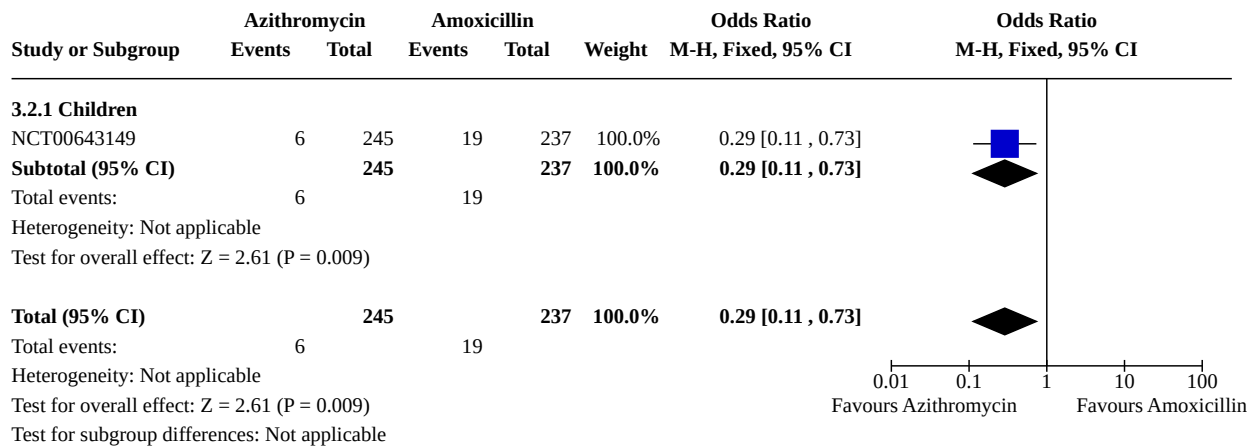 Azithromycin Amoxicillin Odds Ratio Odds Ratio
Study or Subgroup Events Total Events Total Weight M-H, Fixed, 95% CI M-H, Fixed, 95% CI
3.2.1 Children
NCT00643149 6 245 19 237 100.0% 0.29 [0.11 , 0.73]
Subtotal (95% CI) 245 237 100.0% 0.29 [0.11 , 0.73]
Total events: 6 19
Heterogeneity: Not applicable
Test for overall effect: Z = 2.61 (P = 0.009)
Total (95% CI) 245 237 100.0% 0.29 [0.11 , 0.73]
Total events: 6 19
Heterogeneity: Not applicable 0.01 0.1 1 10 100
Test for overall effect: Z = 2.61 (P = 0.009) Favours Azithromycin Favours Amoxicillin
Test for subgroup differences: Not applicable